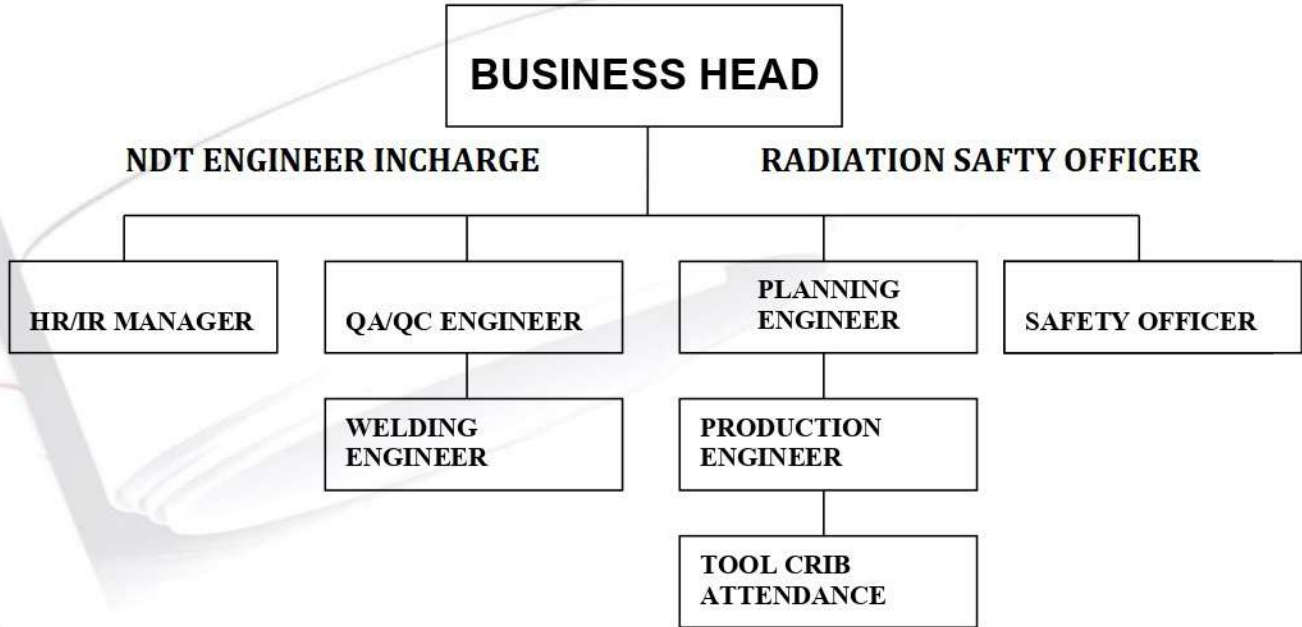 BUSINESS HEAD
NDT ENGINEER INCHARGE
RADIATION SAFTY OFFICER
HR/IR MANAGER
QA/QC ENGINEER
PLANNING
ENGINEER
SAFETY OFFICER
WELDING
ENGINEER
PRODUCTION
ENGINEER
TOOL CRIB
ATTENDANCE